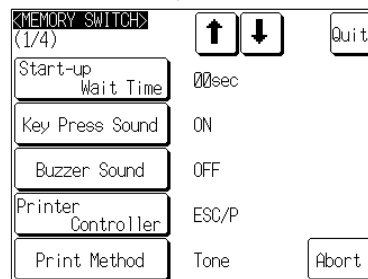 <MEMORY SWITCH>
(1/4)
Quit
Start-up
Wait Time
00sec
Key Press Sound
ON
Buzzer Sound
OFF
Printer
Controller
ESC/P
Print Method
Tone
Abort